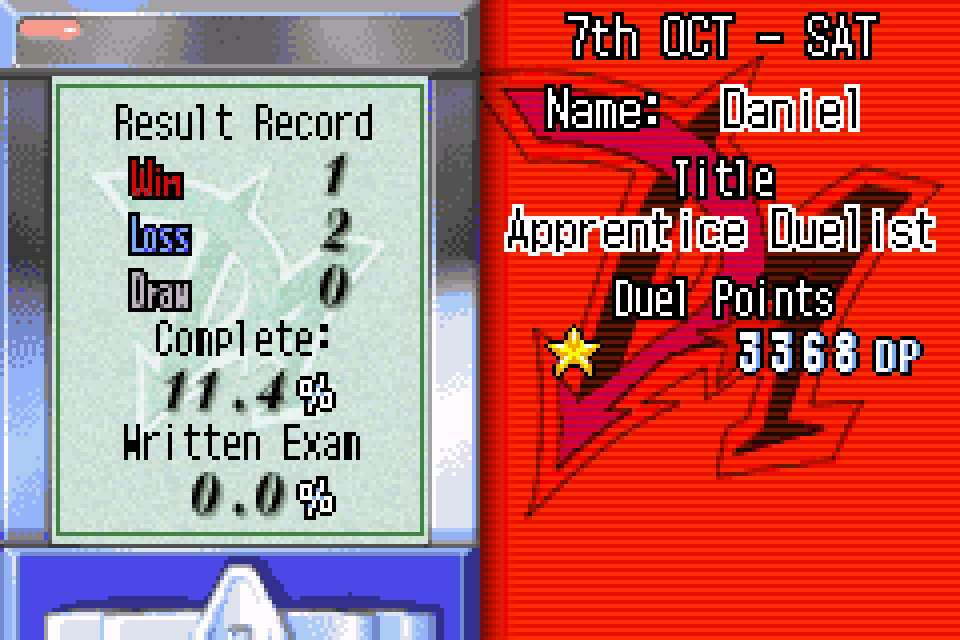 Result Record
Win 1
Loss 2
Draw 0
Complete:
11.4%
Written Exam
0.0%
7th OCT - SAT
Name: Daniel
Title
Apprentice Duelist
Duel Points
3368 DP